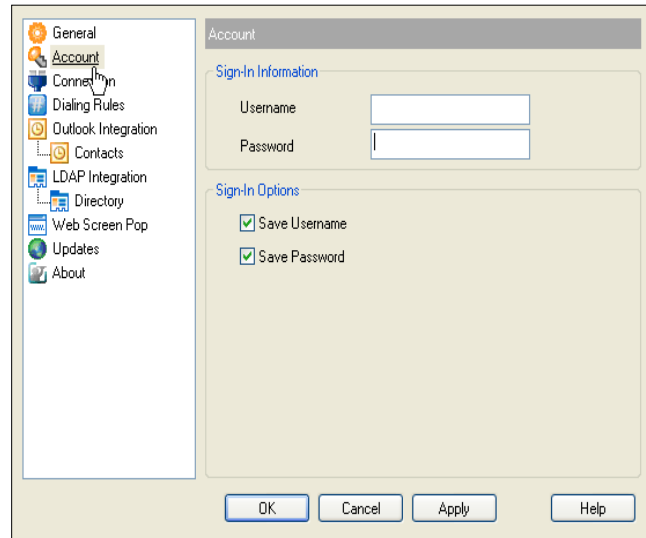 General
Account
Connection
Dialing Rules
Outlook Integration
Contacts
LDAP Integration
Directory
Web Screen Pop
Updates
About
Account
Sign-In Information
Username
Password
Sign-In Options
Save Username
Save Password
OK
Cancel
Apply
Help